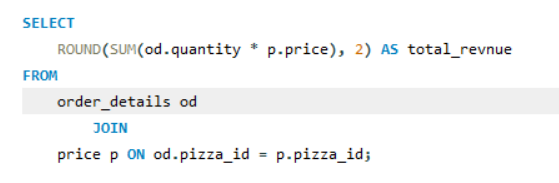 SELECT
ROUND(SUM(od.quantity * p.price), 2) AS total_revnue
FROM
order_details od
JOIN
price p ON od.pizza_id = p.pizza_id;